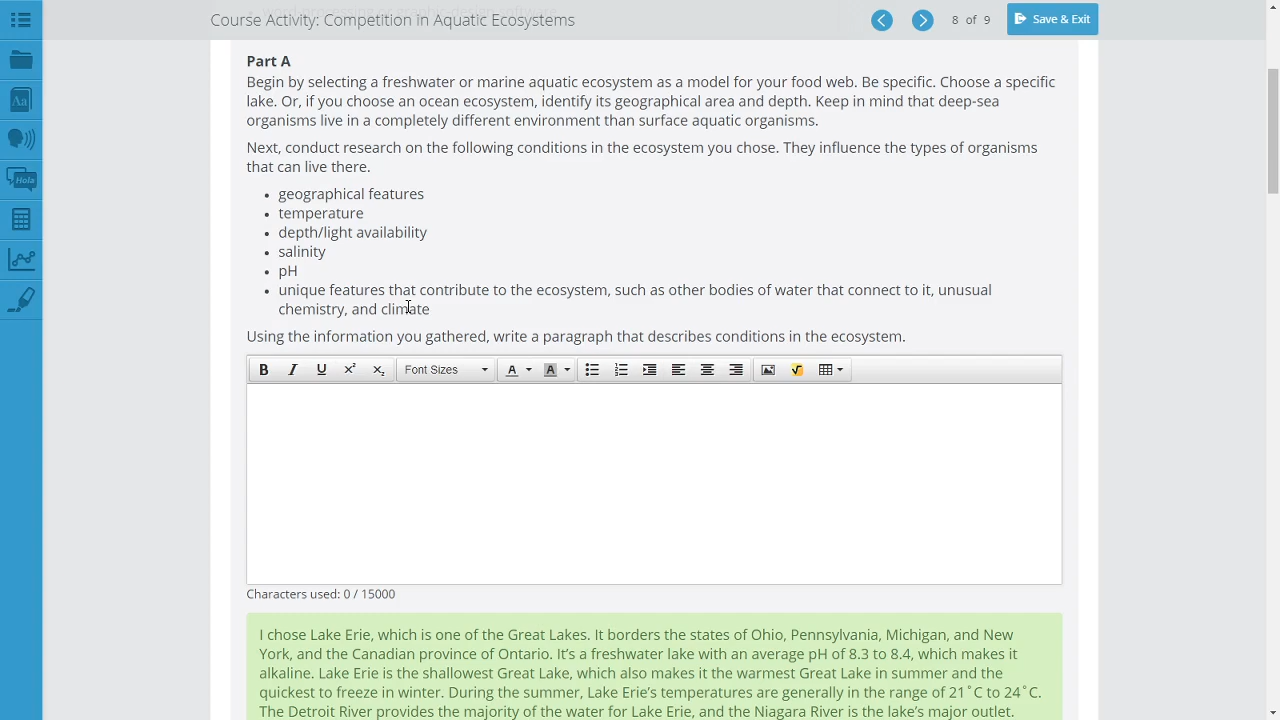 Course Activity: Competition in Aquatic Ecosystems
8 of 9
Save & Exit
Part A
Begin by selecting a freshwater or marine aquatic ecosystem as a model for your food web. Be specific. Choose a specific
lake. Or, if you choose an ocean ecosystem, identify its geographical area and depth. Keep in mind that deep-sea
organisms live in a completely different environment than surface aquatic organisms.
Next, conduct research on the following conditions in the ecosystem you chose. They influence the types of organisms
that can live there.
geographical features
temperature
depth/light availability
salinity
pH
unique features that contribute to the ecosystem, such as other bodies of water that connect to it, unusual
chemistry, and climate
Using the information you gathered, write a paragraph that describes conditions in the ecosystem.
B I U X² X₂ Font Sizes A A
Characters used: 0 / 15000
I chose Lake Erie, which is one of the Great Lakes. It borders the states of Ohio, Pennsylvania, Michigan, and New
York, and the Canadian province of Ontario. It's a freshwater lake with an average pH of 8.3 to 8.4, which makes it
alkaline. Lake Erie is the shallowest Great Lake, which also makes it the warmest Great Lake in summer and the
quickest to freeze in winter. During the summer, Lake Erie's temperatures are generally in the range of 21˚C to 24˚C.
The Detroit River provides the majority of the water for Lake Erie, and the Niagara River is the lake's major outlet.
Aa
Hola